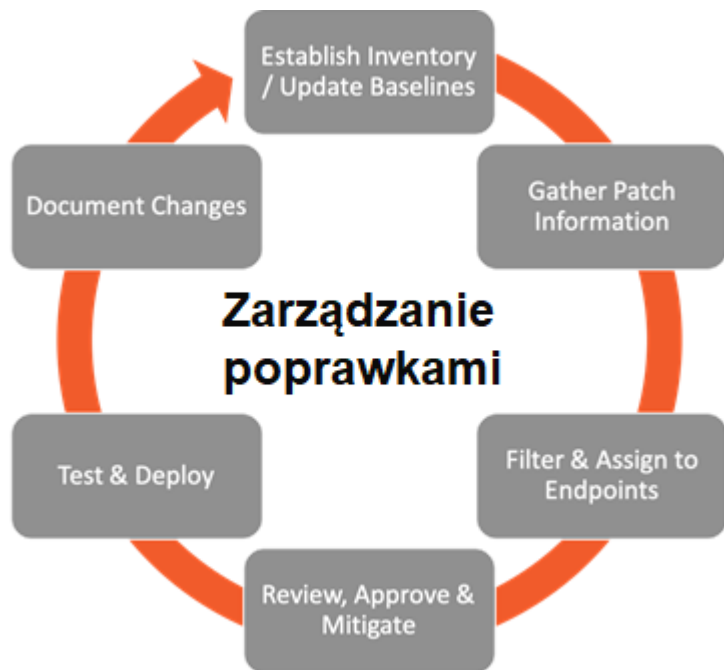 Establish Inventory
/ Update Baselines
Gather Patch
Information
Filter & Assign to
Endpoints
Review, Approve &
Mitigate
Test & Deploy
Document Changes
Zarządzanie
poprawkami